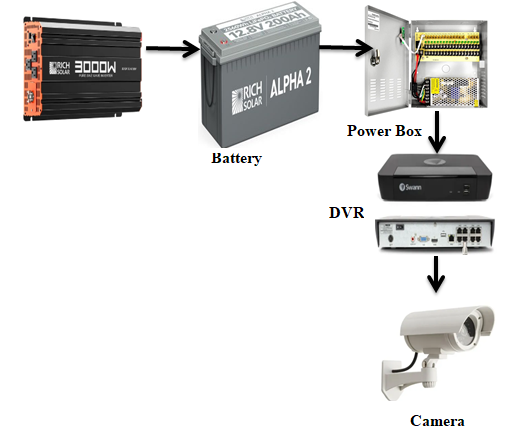 3000W
RICH
SOLAR
12.8V 200Ah
RICH
SOLAR
ALPHA 2
Battery
Power Box
Swann
DVR
Camera